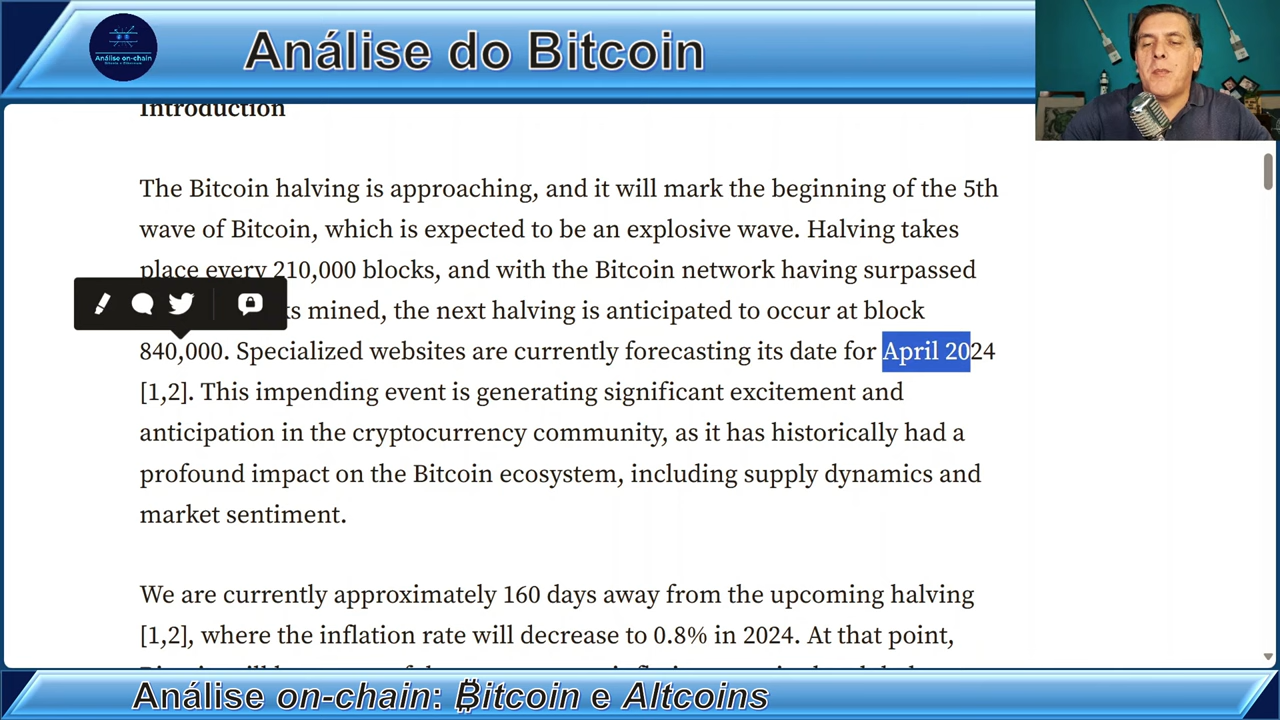 Análise do Bitcoin
Análise on-chain
Introduction
The Bitcoin halving is approaching, and it will mark the beginning of the 5th
wave of Bitcoin, which is expected to be an explosive wave. Halving takes
place every 210,000 blocks, and with the Bitcoin network having surpassed
mined, the next halving is anticipated to occur at block
840,000. Specialized websites are currently forecasting its date for April 2024
[1,2]. This impending event is generating significant excitement and
anticipation in the cryptocurrency community, as it has historically had a
profound impact on the Bitcoin ecosystem, including supply dynamics and
market sentiment.
We are currently approximately 160 days away from the upcoming halving
[1,2], where the inflation rate will decrease to 0.8% in 2024. At that point,
Análise on-chain: ₿itcoin e Altcoins